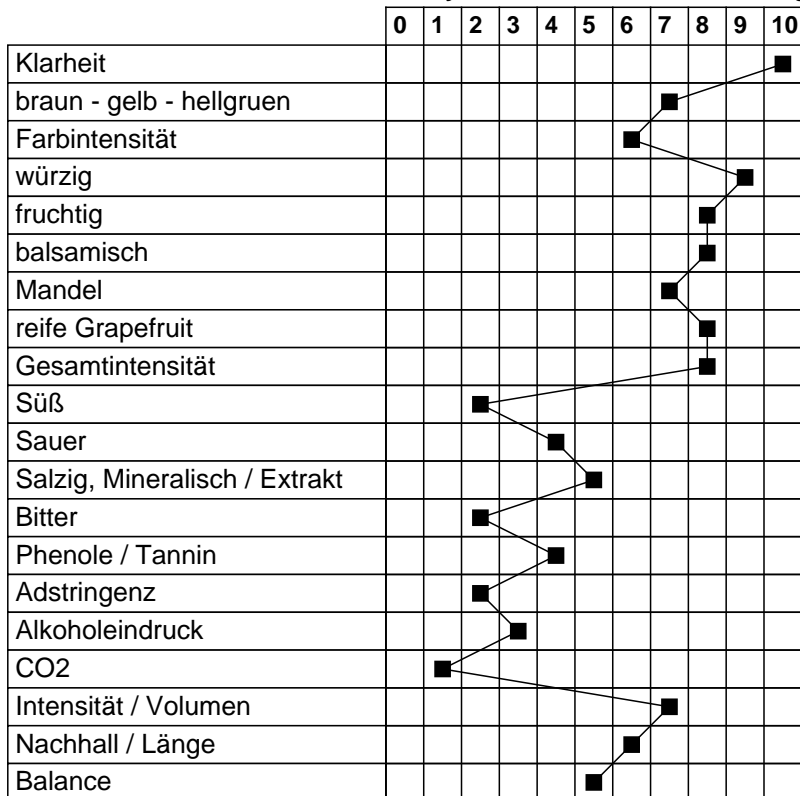 0 1 2 3 4 5 6 7 8 9 10
Klarheit
braun - gelb - hellgruen
Farbintensität
würzig
fruchtig
balsamisch
Mandel
reife Grapefruit
Gesamtintensität
Süß
Sauer
Salzig, Mineralisch / Extrakt
Bitter
Phenole / Tannin
Adstringenz
Alkoholeindruck
CO2
Intensität / Volumen
Nachhall / Länge
Balance